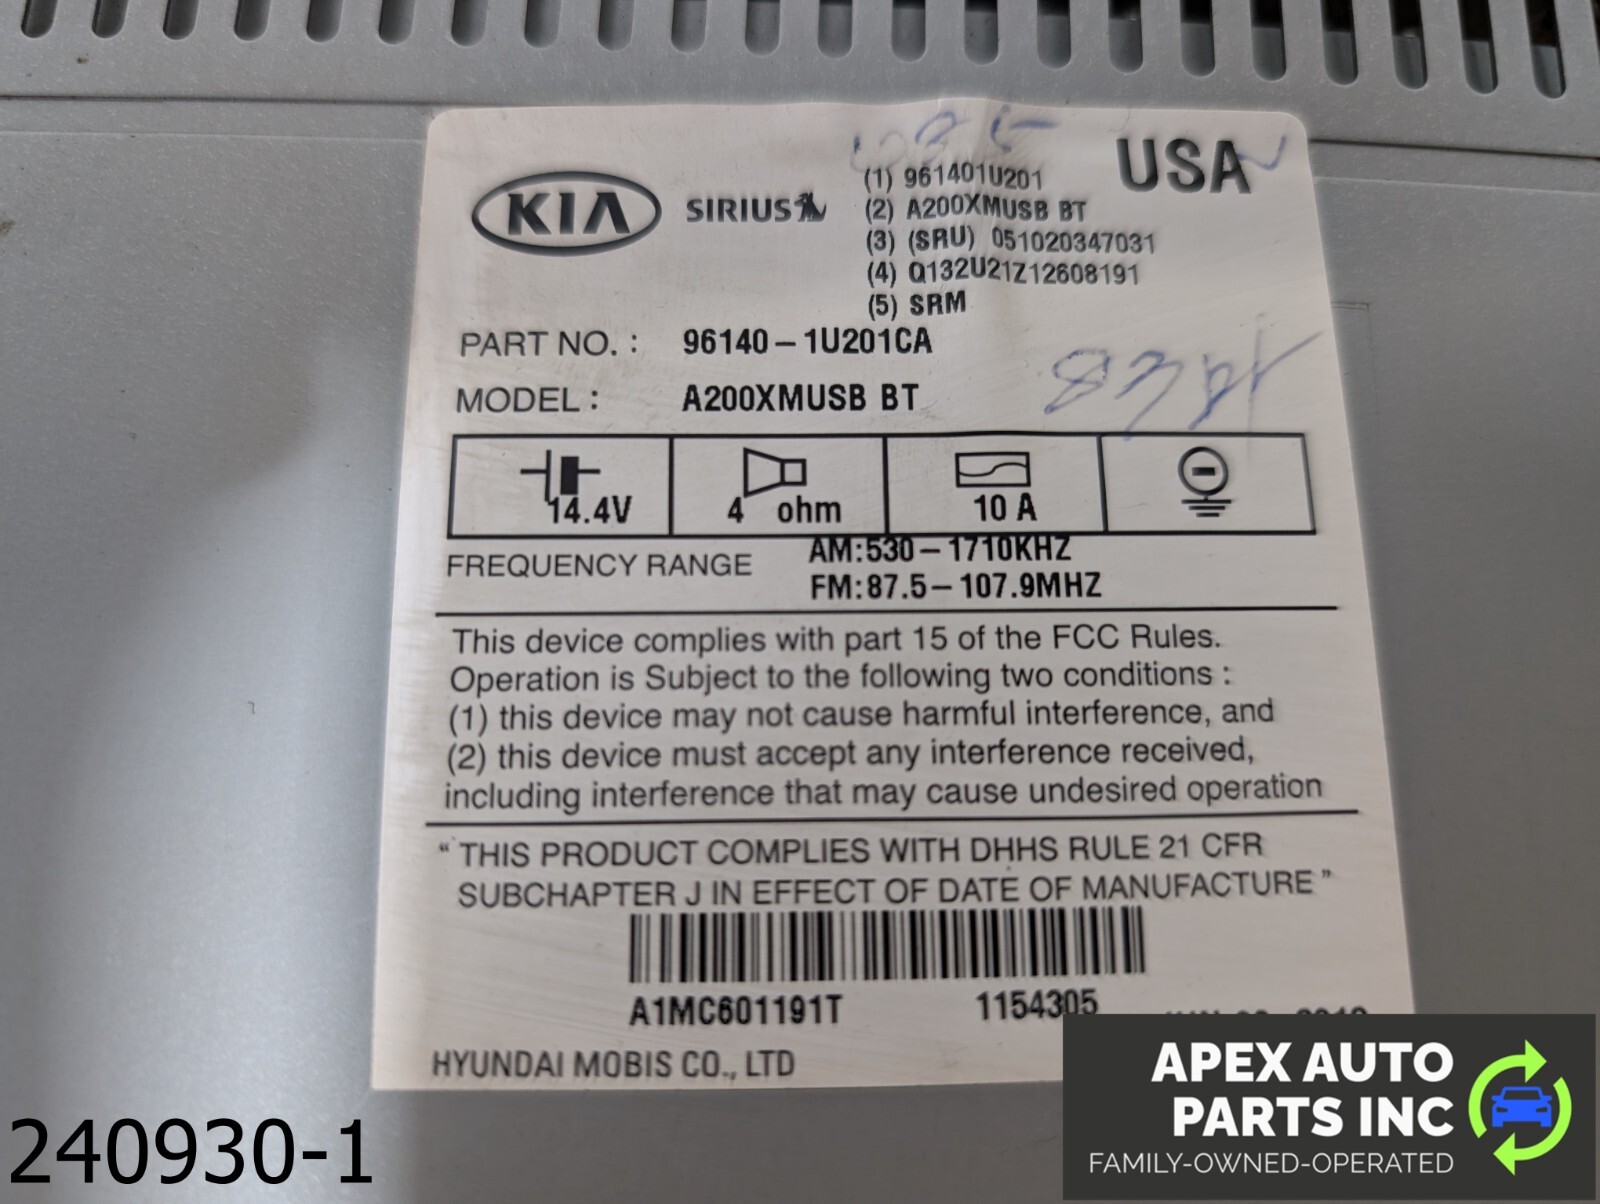 USA
KIA SIRIUS
(1) 961401U201
(2) A200XMUSB BT
(3) (SRU) 051020347031
(4) Q132U21Z12608191
(5) SRM
PART NO. : 96140-1U201CA
MODEL : A200XMUSB BT
14.4V 4 ohm 10 A
FREQUENCY RANGE AM:530-1710KHZ
FM:87.5-107.9MHZ
This device complies with part 15 of the FCC Rules.
Operation is Subject to the following two conditions :
(1) this device may not cause harmful interference, and
(2) this device must accept any interference received,
including interference that may cause undesired operation
" THIS PRODUCT COMPLIES WITH DHHS RULE 21 CFR
SUBCHAPTER J IN EFFECT OF DATE OF MANUFACTURE "
A1MC601191T 1154305
HYUNDAI MOBIS CO., LTD
240930-1
APEX AUTO
PARTS INC
FAMILY-OWNED-OPERATED